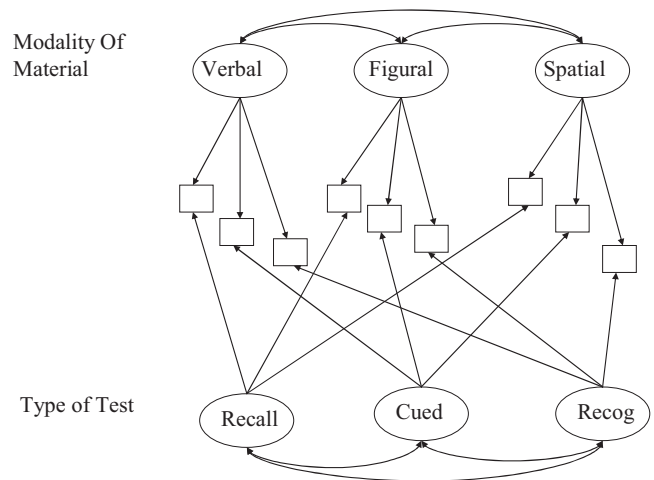 Modality Of
Material
Verbal
Figural
Spatial
Type of Test
Recall
Cued
Recog